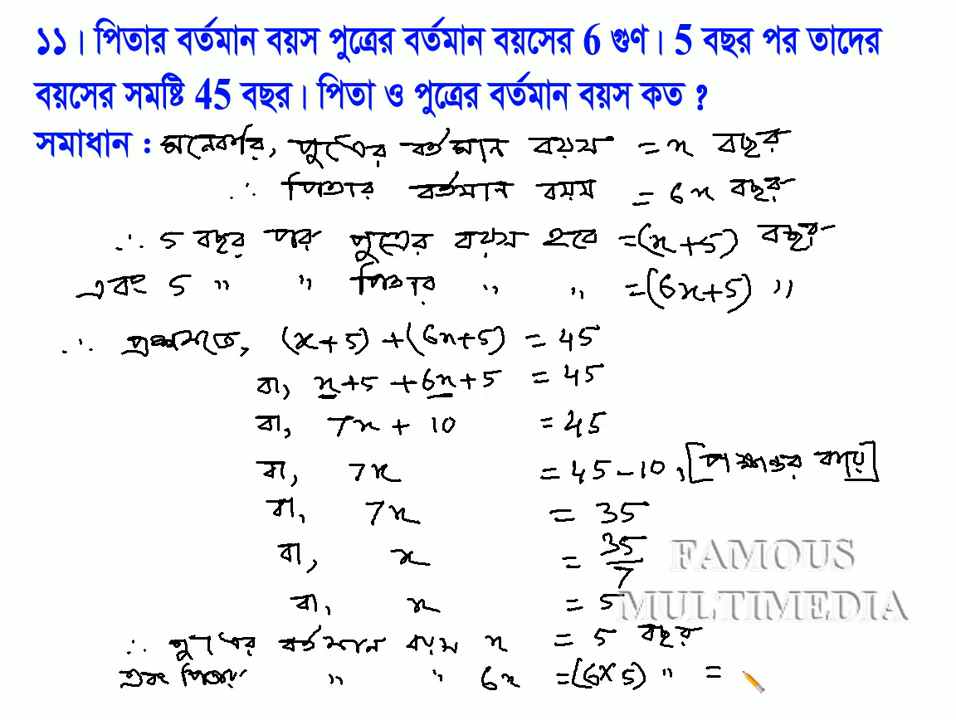 ১১। পিতার বর্তমান বয়স পুত্রের বর্তমান বয়সের 6 গুণ। 5 বছর পর তাদের
বয়সের সমষ্টি 45 বছর। পিতা ও পুত্রের বর্তমান বয়স কত ?
সমাধান : মনেকরি, পুত্রের বর্তমান বয়স = x বছর
∴ পিতার বর্তমান বয়স = 6x বছর
∴ 5 বছর পর পুত্রের বয়স হবে = (x+5) বছর
এবং 5 " " পিতার " " = (6x+5) "
∴ প্রশ্নমতে, (x+5) + (6x+5) = 45
বা, x+5 + 6x+5 = 45
বা, 7x + 10 = 45
বা, 7x = 45-10, [পক্ষান্তর করে]
বা, 7x = 35
বা, x = 35/7
বা, x = 5
∴ পুত্রের বর্তমান বয়স x = 5 বছর
এবং পিতার " " 6x = (6×5) " =
FAMOUS
MULTIMEDIA